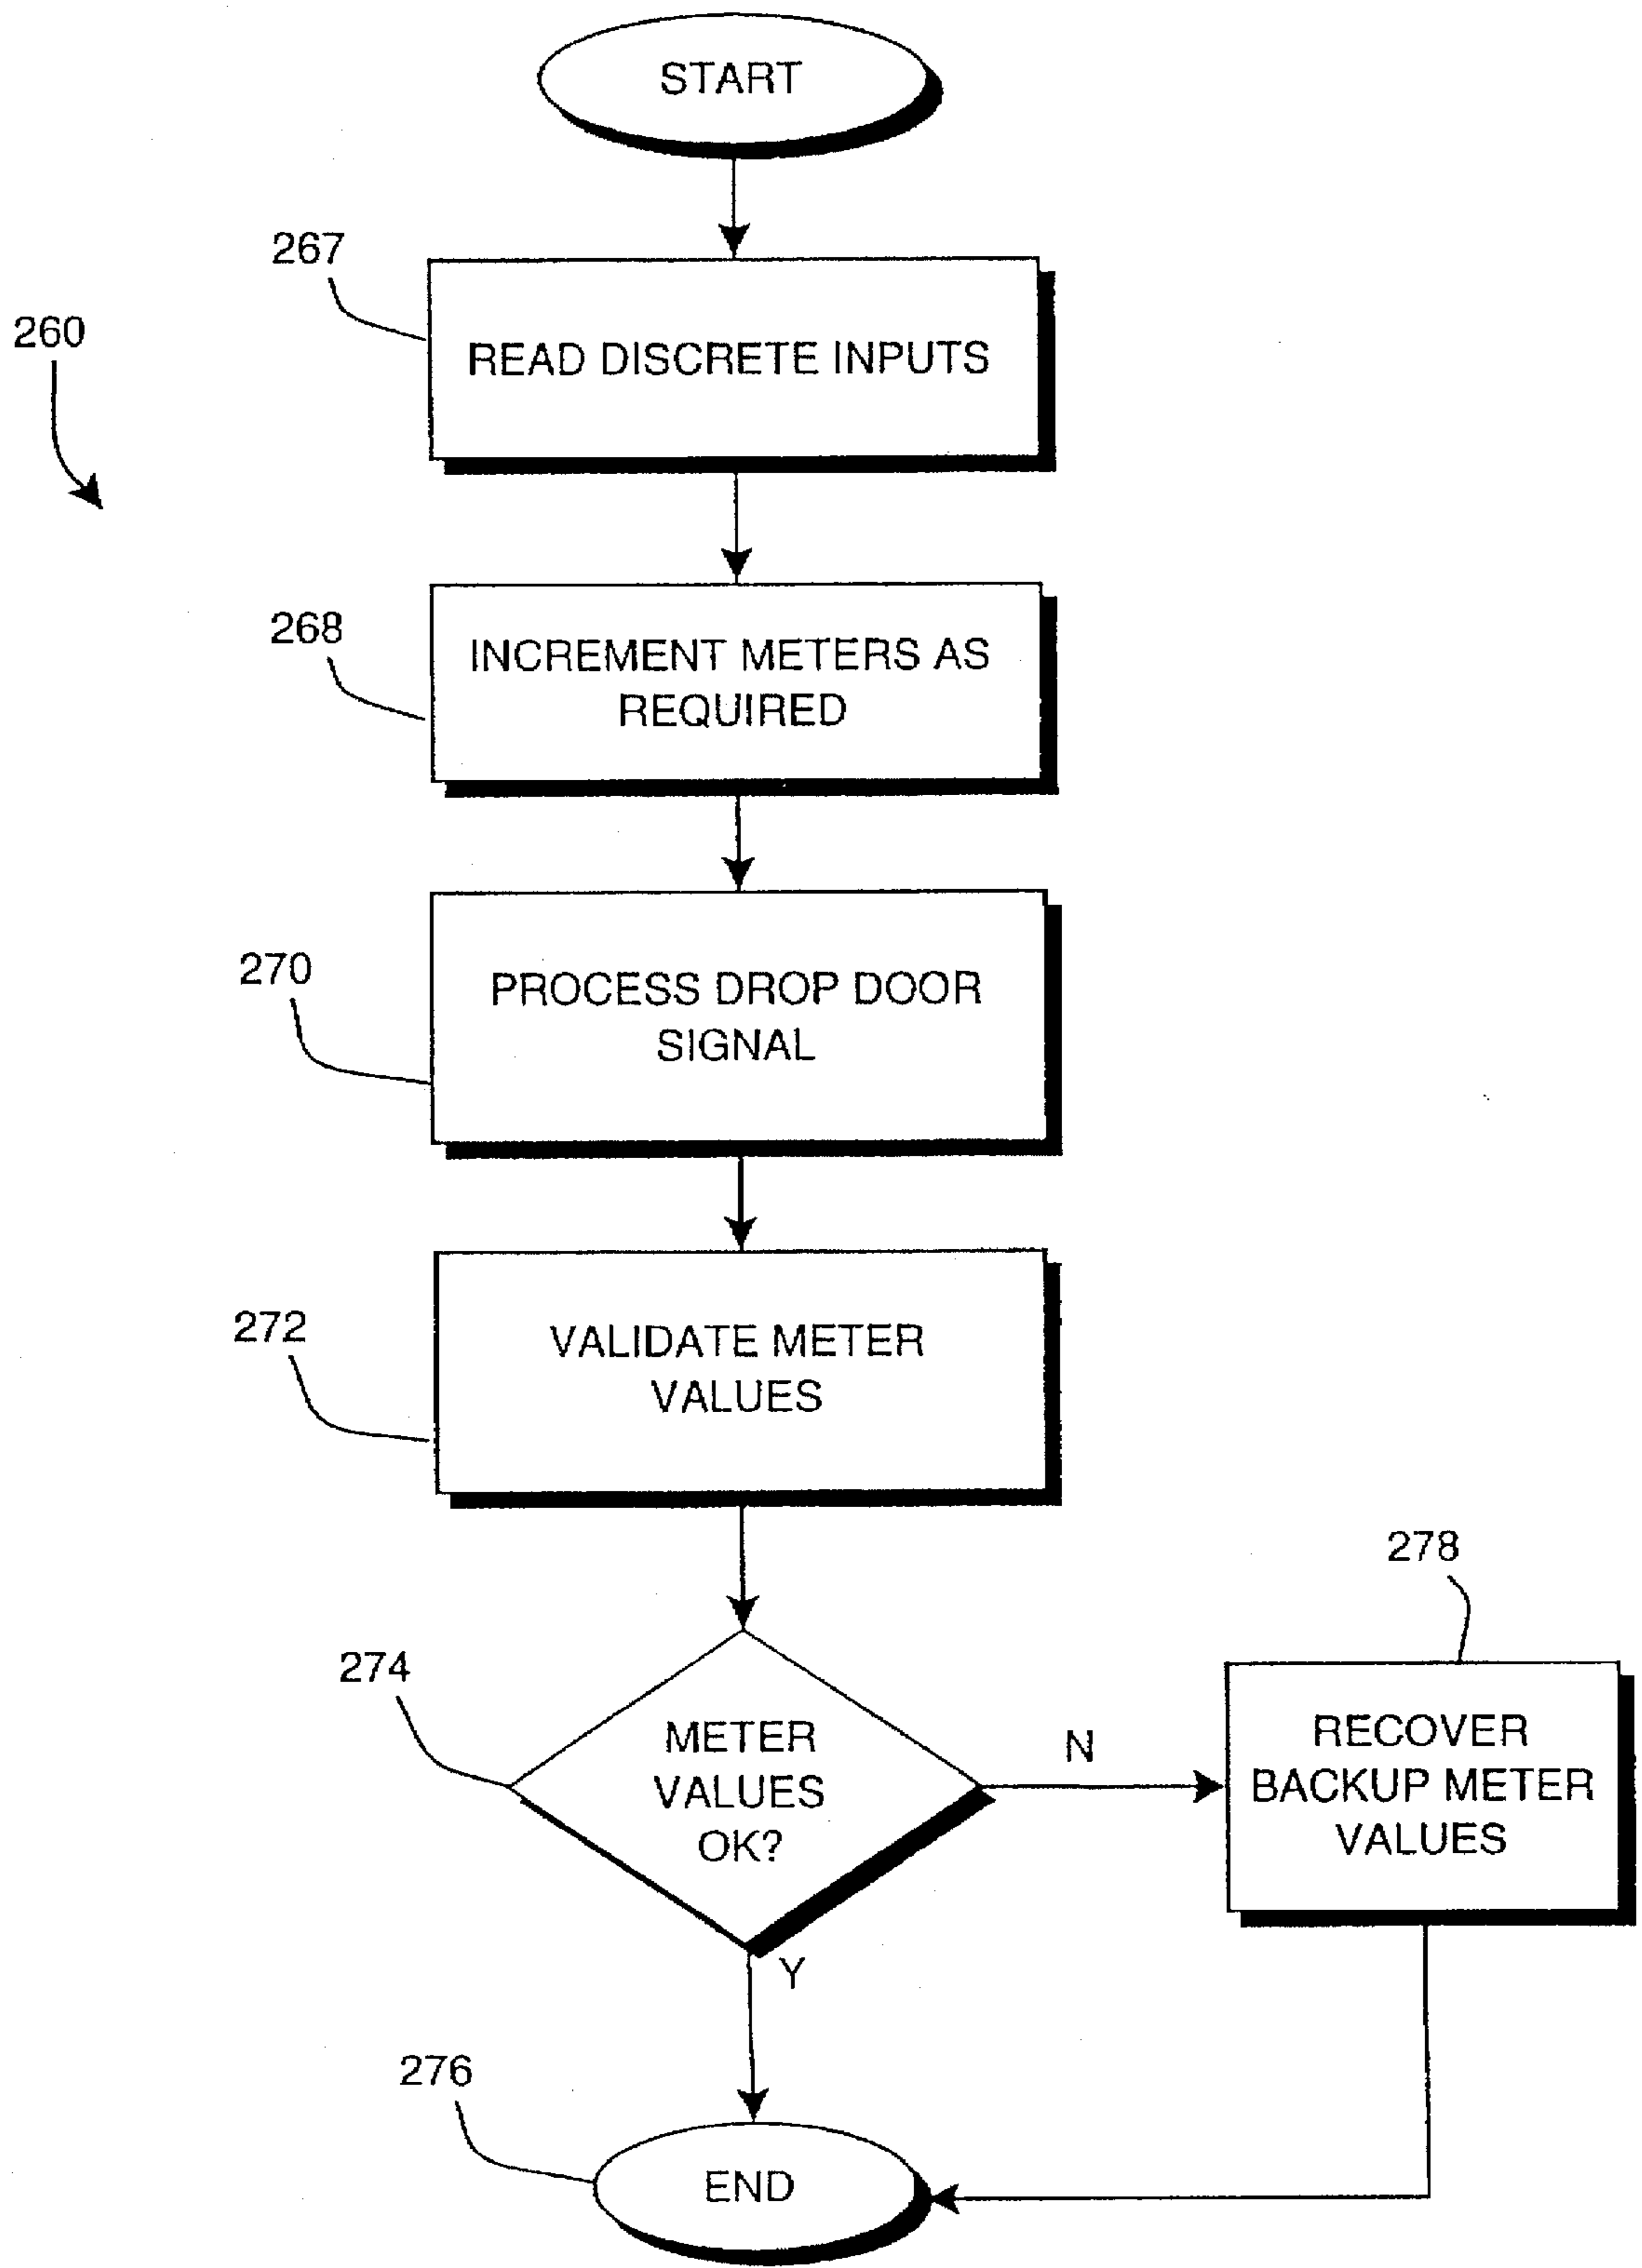 START
267
260
READ DISCRETE INPUTS
268
INCREMENT METERS AS
REQUIRED
270
PROCESS DROP DOOR
SIGNAL
272
VALIDATE METER
VALUES
278
274
METER
VALUES
OK?
N
RECOVER
BACKUP METER
VALUES
Y
276
END